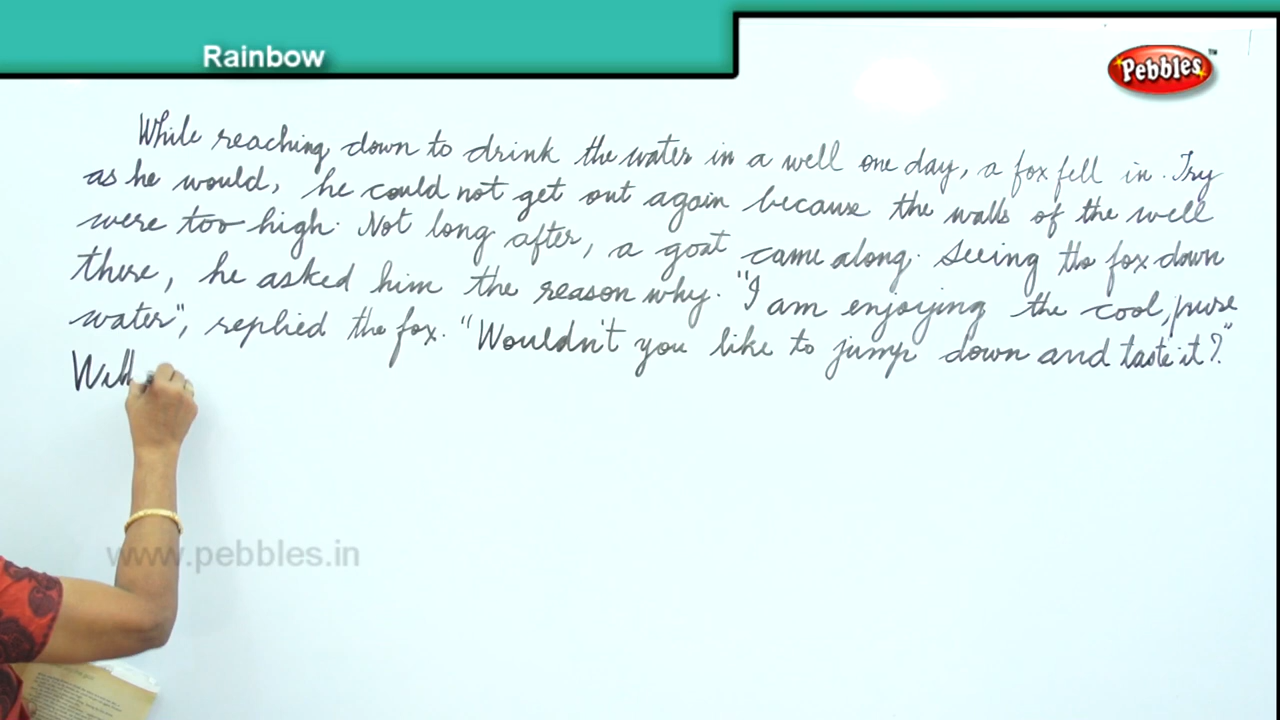 Rainbow
Pebbles™
While reaching down to drink the water in a well one day, a fox fell in. Try
as he would, he could not get out again because the walls of the well
were too high. Not long after, a goat came along. Seeing the fox down
there, he asked him the reason why. "I am enjoying the cool, pure
water", replied the fox. "Wouldn't you like to jump down and taste it?"
With
www.pebbles.in